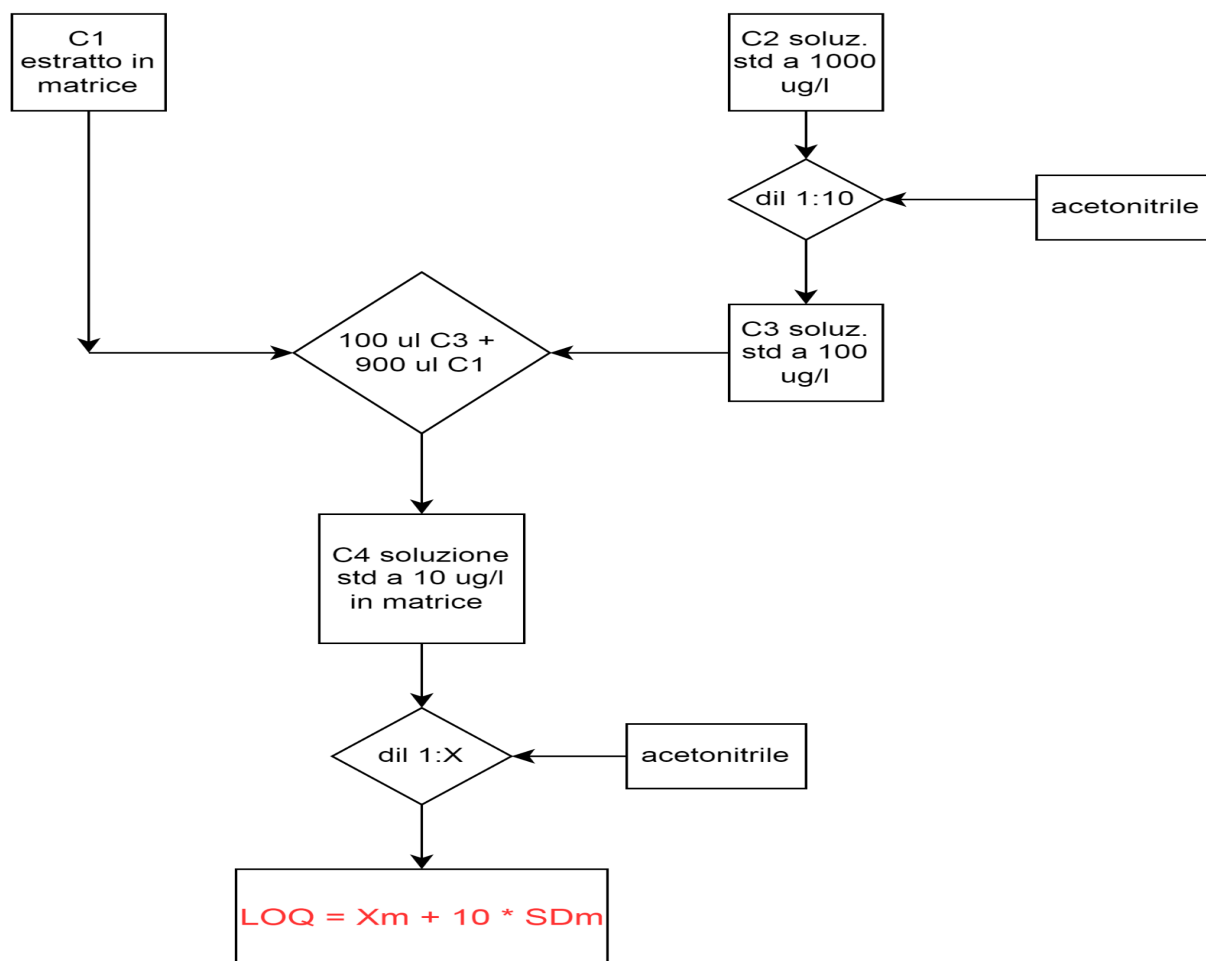 C1
estratto in
matrice
C2 soluz.
std a 1000
ug/l
dil 1:10
acetonitrile
100 ul C3 +
900 ul C1
C3 soluz.
std a 100
ug/l
C4 soluzione
std a 10 ug/l
in matrice
dil 1:X
acetonitrile
LOQ = Xm + 10 * SDm